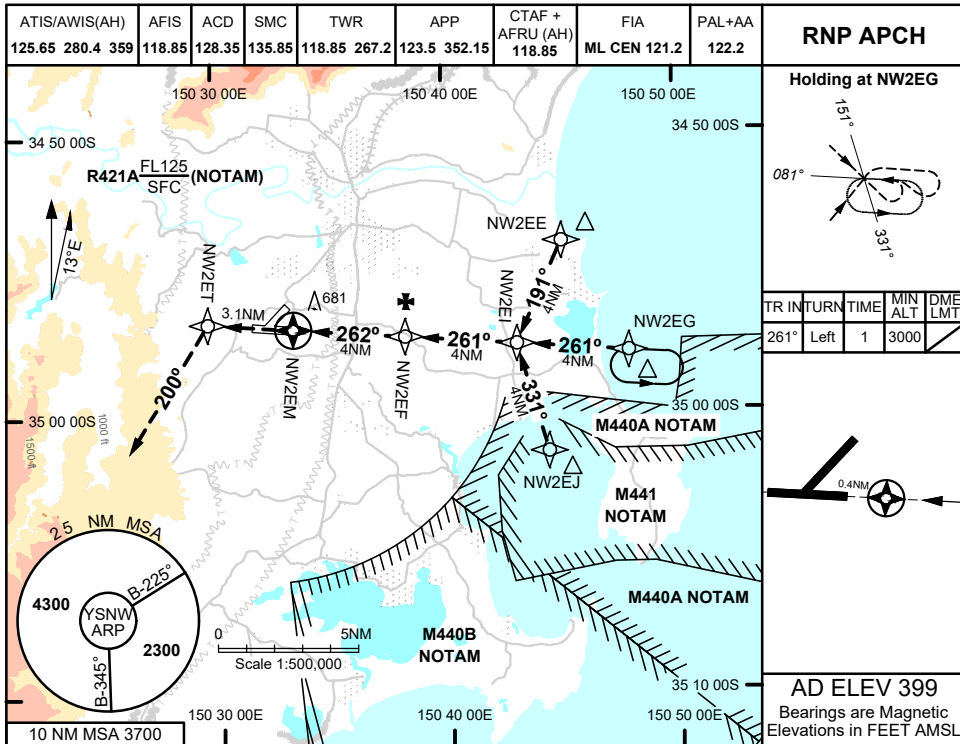 ATIS/AWIS(AH) AFIS ACD SMC TWR APP CTAF + AFRU (AH) FIA PAL+AA
125.65 280.4 359 118.85 128.35 135.85 118.85 267.2 123.5 352.15 118.85 ML CEN 121.2 122.2
RNP APCH
150 30 00E 150 40 00E 150 50 00E
Holding at NW2EG
151°
081°
331°
34 50 00S 34 50 00S
R421A FL125 SFC (NOTAM)
13°E
NW2EE
NW2ET
681
3.1NM
191°
4NM
NW2EI
NW2EG
262°
4NM
261°
4NM
261°
4NM
NW2EM
NW2EF
200°
331°
4NM
NW2EJ
TR IN TURN TIME MIN ALT DME LMT
261° Left 1 3000
35 00 00S 35 00 00S
1000 ft
1500 ft
M440A NOTAM
M441
NOTAM
0.4NM
25 NM MSA
B-225°
4300
YSNW
ARP
2300
B-345°
0 5NM
Scale 1:500,000
M440B
NOTAM
M440A NOTAM
35 10 00S
150 30 00E 150 40 00E 150 50 00E
10 NM MSA 3700
AD ELEV 399
Bearings are Magnetic
Elevations in FEET AMSL